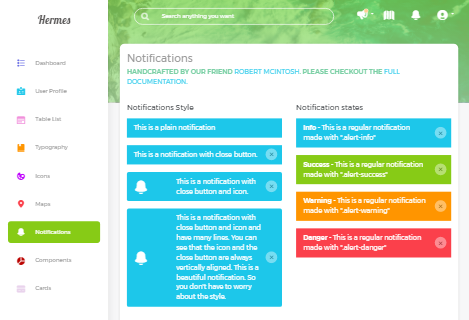 Hermes
Search anything you want
Dashboard
User Profile
Table List
Typography
Icons
Maps
Notifications
Components
Cards
Notifications
HANDCRAFTED BY OUR FRIEND ROBERT MCINTOSH. PLEASE CHECKOUT THE FULL
DOCUMENTATION.
Notifications Style
This is a plain notification
This is a notification with close button.
This is a notification with
close button and icon.
This is a notification with
close button and icon and
have many lines. You can
see that the icon and the
close button are always
vertically aligned. This is a
beautiful notification. So
you don't have to worry
about the style.
Notification states
Info - This is a regular notification
made with ".alert-info"
Success - This is a regular notification
made with ".alert-success"
Warning - This is a regular notification
made with ".alert-warning"
Danger - This is a regular notification
made with ".alert-danger"